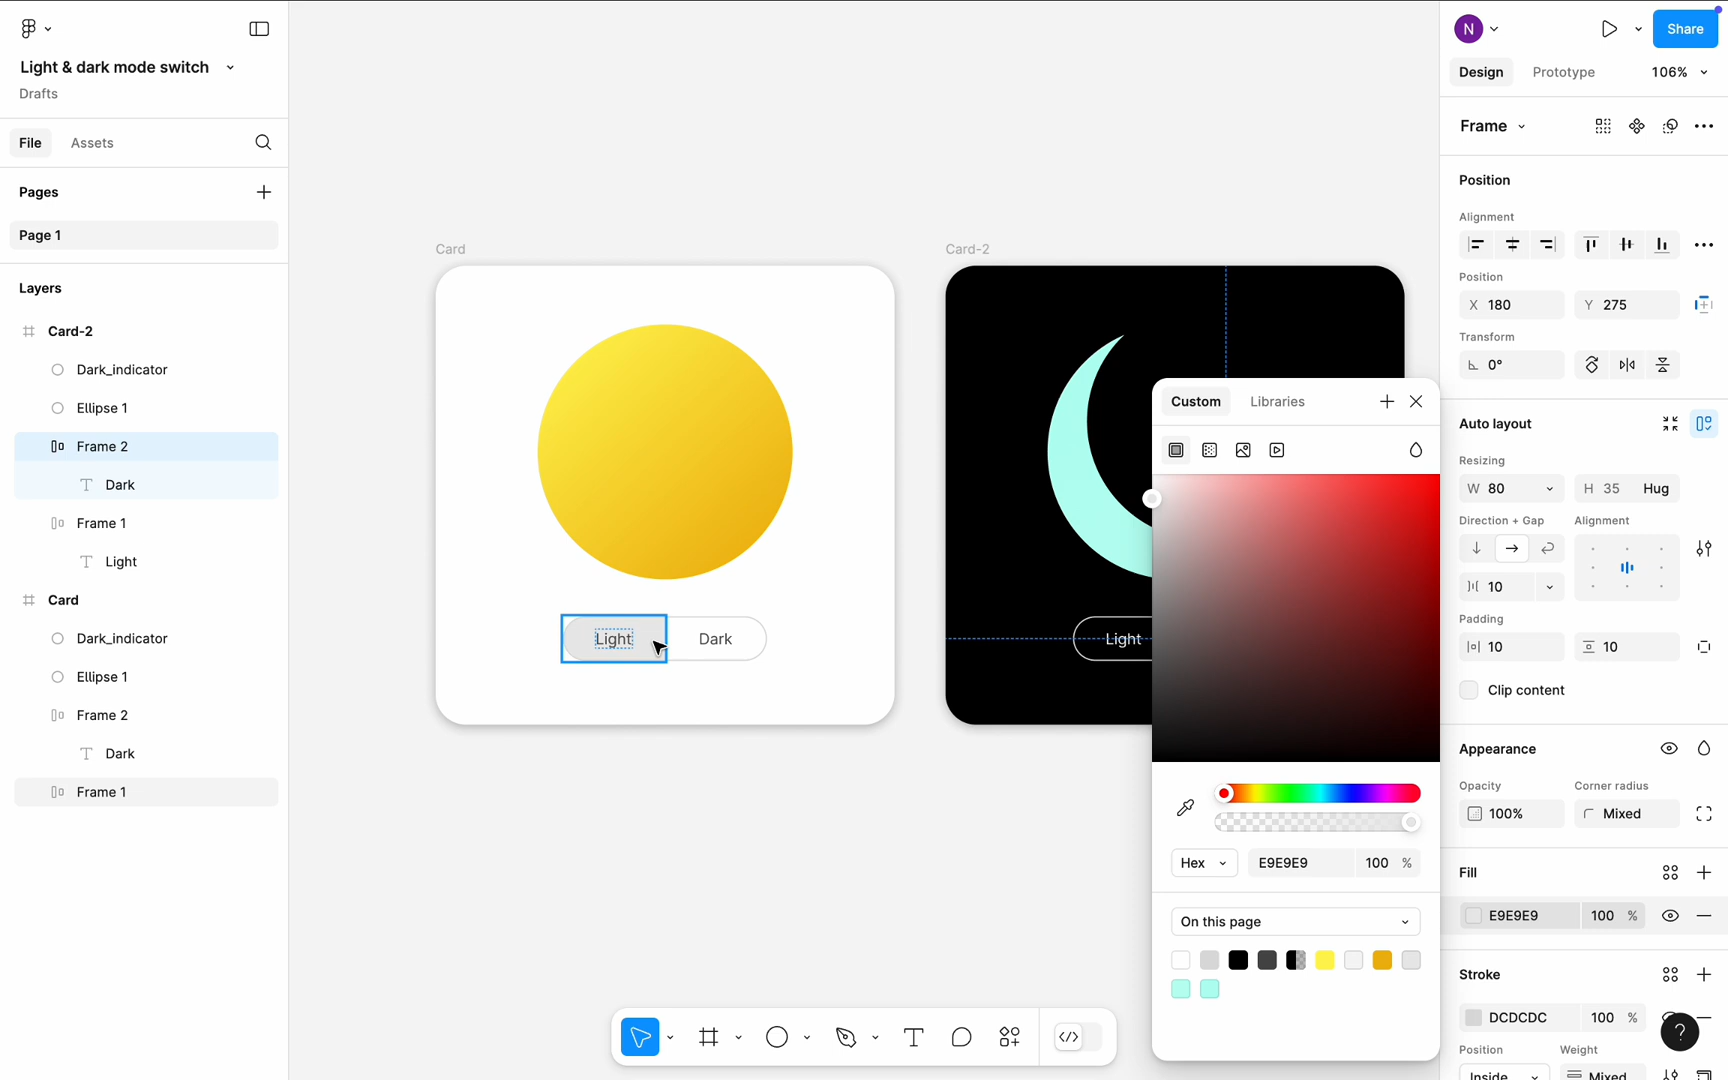 Light & dark mode switch
Drafts
File
Assets
Pages
Page 1
Layers
Card-2
Dark_indicator
Ellipse 1
Frame 2
Dark
Frame 1
Light
Card
Dark_indicator
Ellipse 1
Frame 2
Dark
Frame 1
Card
Light
Dark
Card-2
Light
Custom
Libraries
Hex
E9E9E9
100 %
On this page
N
Share
Design
Prototype
106%
Frame
Position
Alignment
Position
X 180
Y 275
Transform
0°
Auto layout
Resizing
W 80
H 35 Hug
Direction + Gap
Alignment
10
Padding
10
10
Clip content
Appearance
Opacity
Corner radius
100%
Mixed
Fill
E9E9E9
100 %
Stroke
DCDCDC
100 %
?
Position
Weight
Inside
Mixed